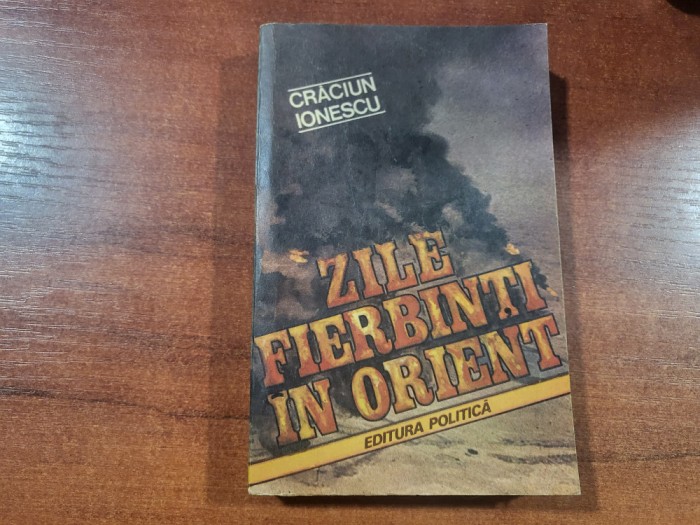 CRĂCIUN
IONESCU
ZILE
FIERBINȚI
ÎN ORIENT
EDITURA POLITICĂ